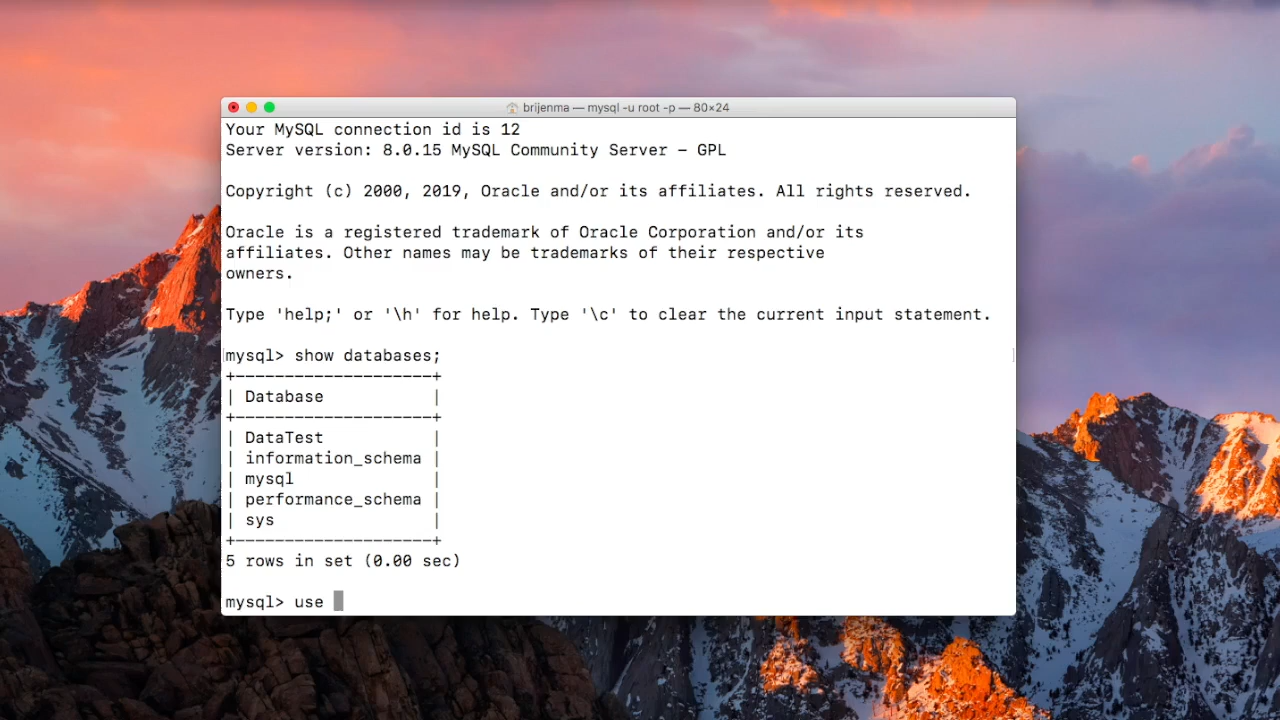 brijenma — mysql -u root -p — 80×24
Your MySQL connection id is 12
Server version: 8.0.15 MySQL Community Server - GPL
Copyright (c) 2000, 2019, Oracle and/or its affiliates. All rights reserved.
Oracle is a registered trademark of Oracle Corporation and/or its
affiliates. Other names may be trademarks of their respective
owners.
Type 'help;' or '\h' for help. Type '\c' to clear the current input statement.
mysql> show databases;
+--------------------+
| Database           |
+--------------------+
| DataTest           |
| information_schema |
| mysql              |
| performance_schema |
| sys                |
+--------------------+
5 rows in set (0.00 sec)
mysql> use